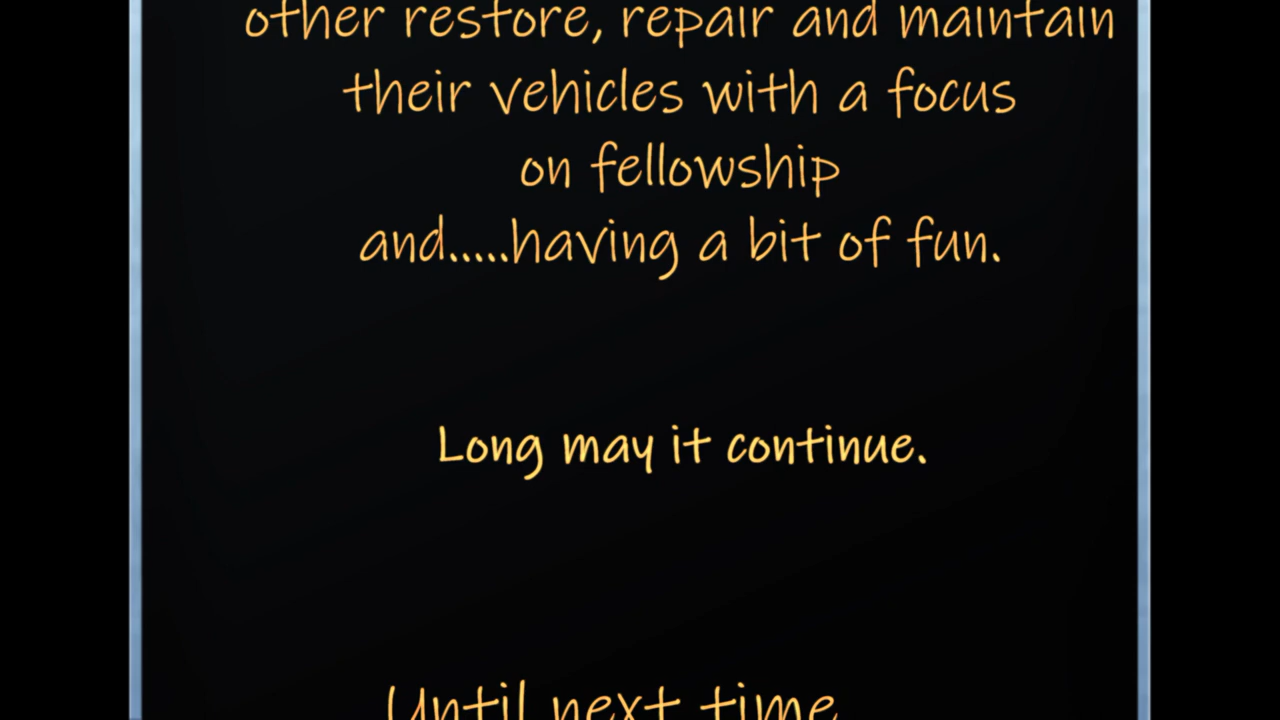 other restore, repair and maintain
their vehicles with a focus
on fellowship
and.....having a bit of fun.
Long may it continue.
Until next time